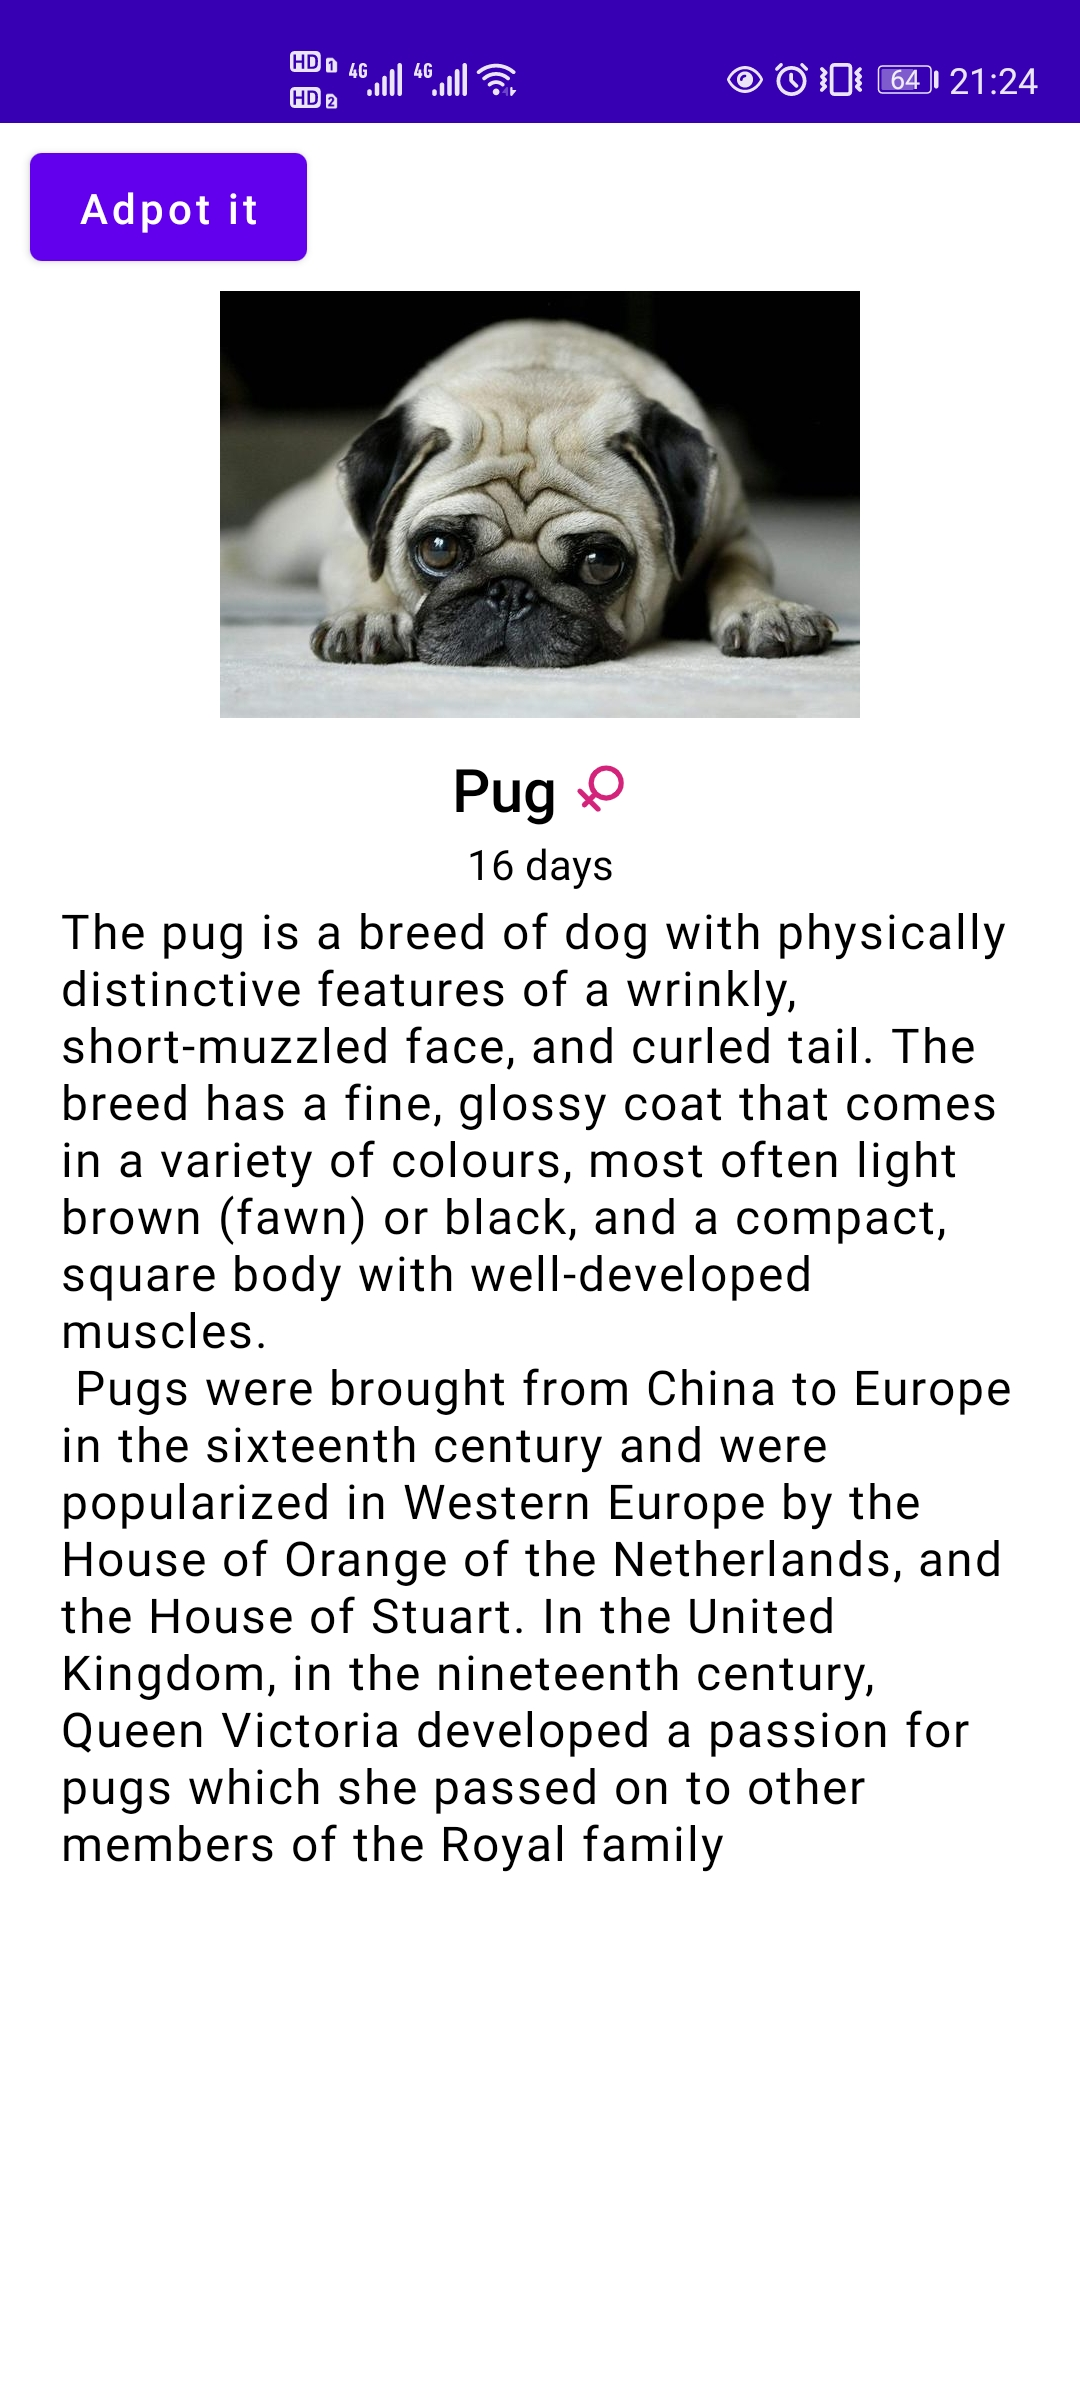 HD 1 4G 4G
HD 2
64 21:24
Adpot it
Pug
16 days
The pug is a breed of dog with physically
distinctive features of a wrinkly,
short-muzzled face, and curled tail. The
breed has a fine, glossy coat that comes
in a variety of colours, most often light
brown (fawn) or black, and a compact,
square body with well-developed
muscles.
Pugs were brought from China to Europe
in the sixteenth century and were
popularized in Western Europe by the
House of Orange of the Netherlands, and
the House of Stuart. In the United
Kingdom, in the nineteenth century,
Queen Victoria developed a passion for
pugs which she passed on to other
members of the Royal family